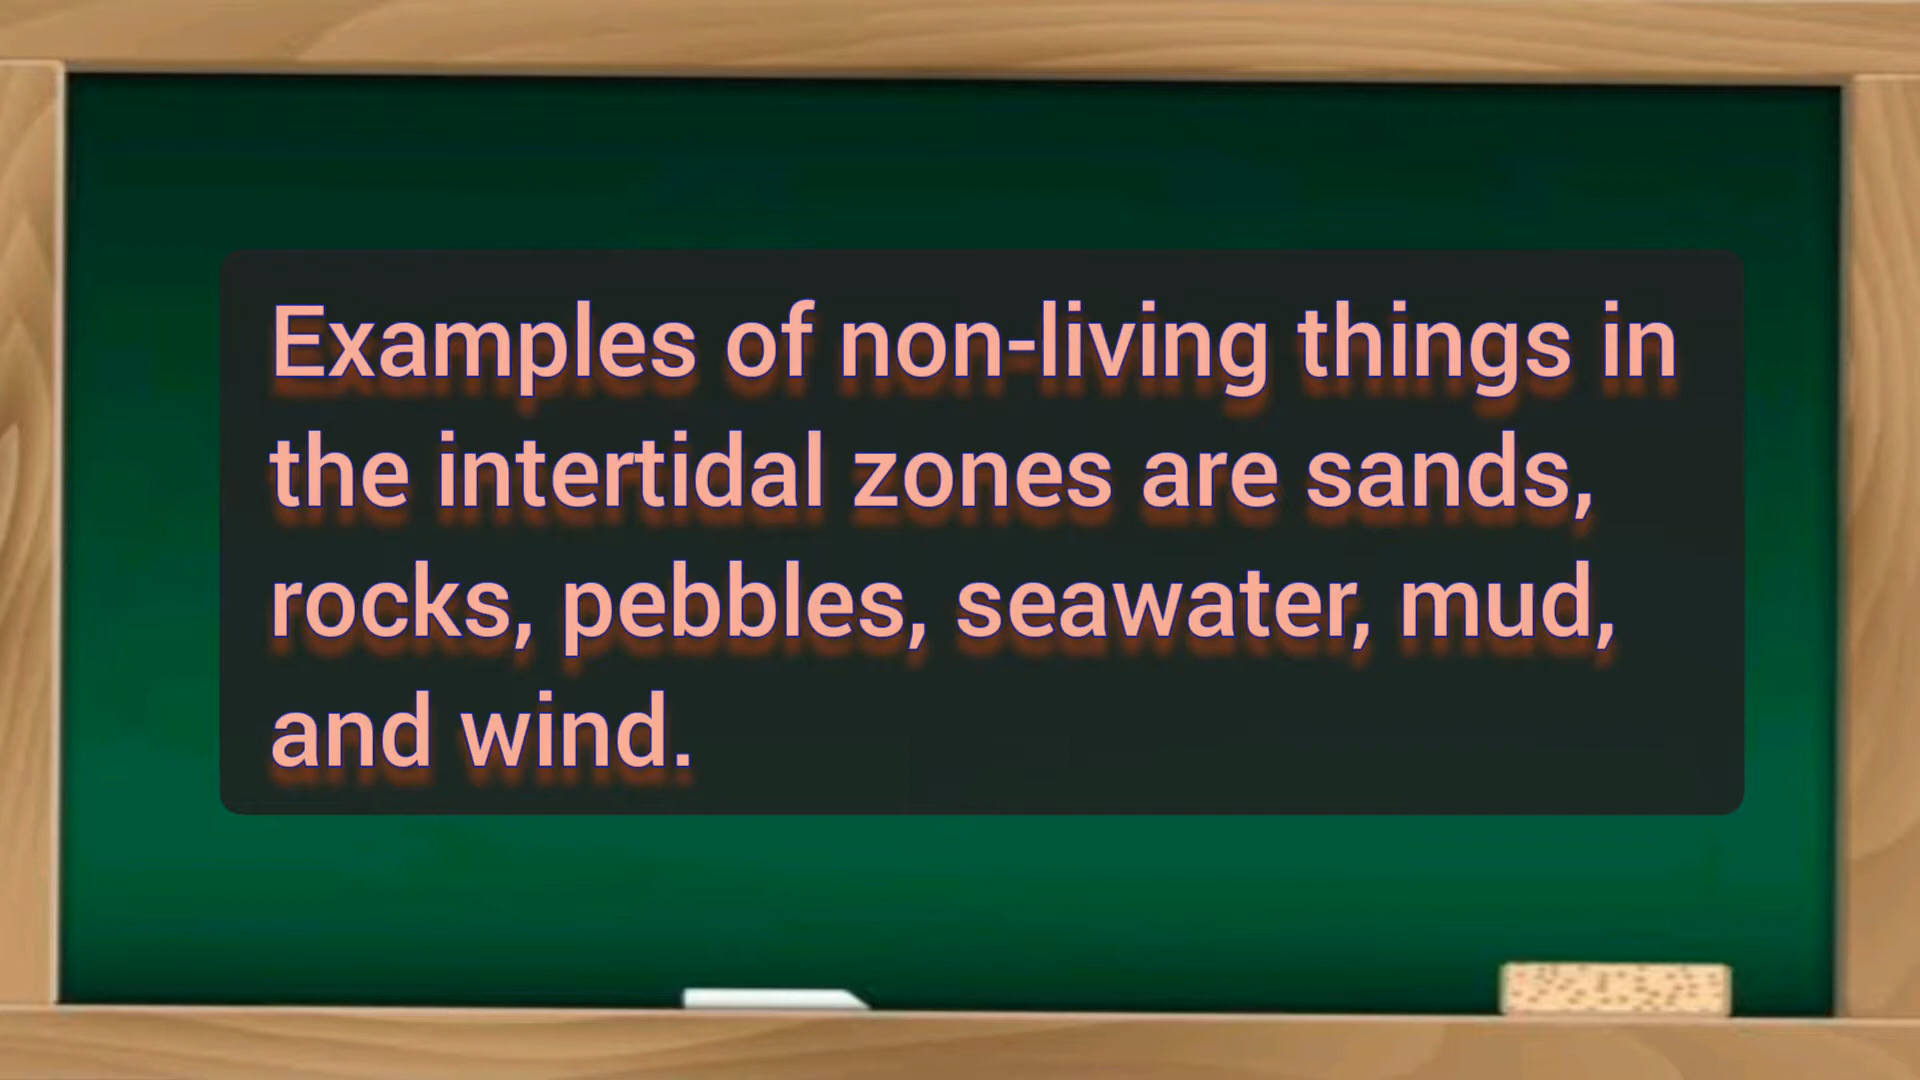 Examples of non-living things in
the intertidal zones are sands,
rocks, pebbles, seawater, mud,
and wind.